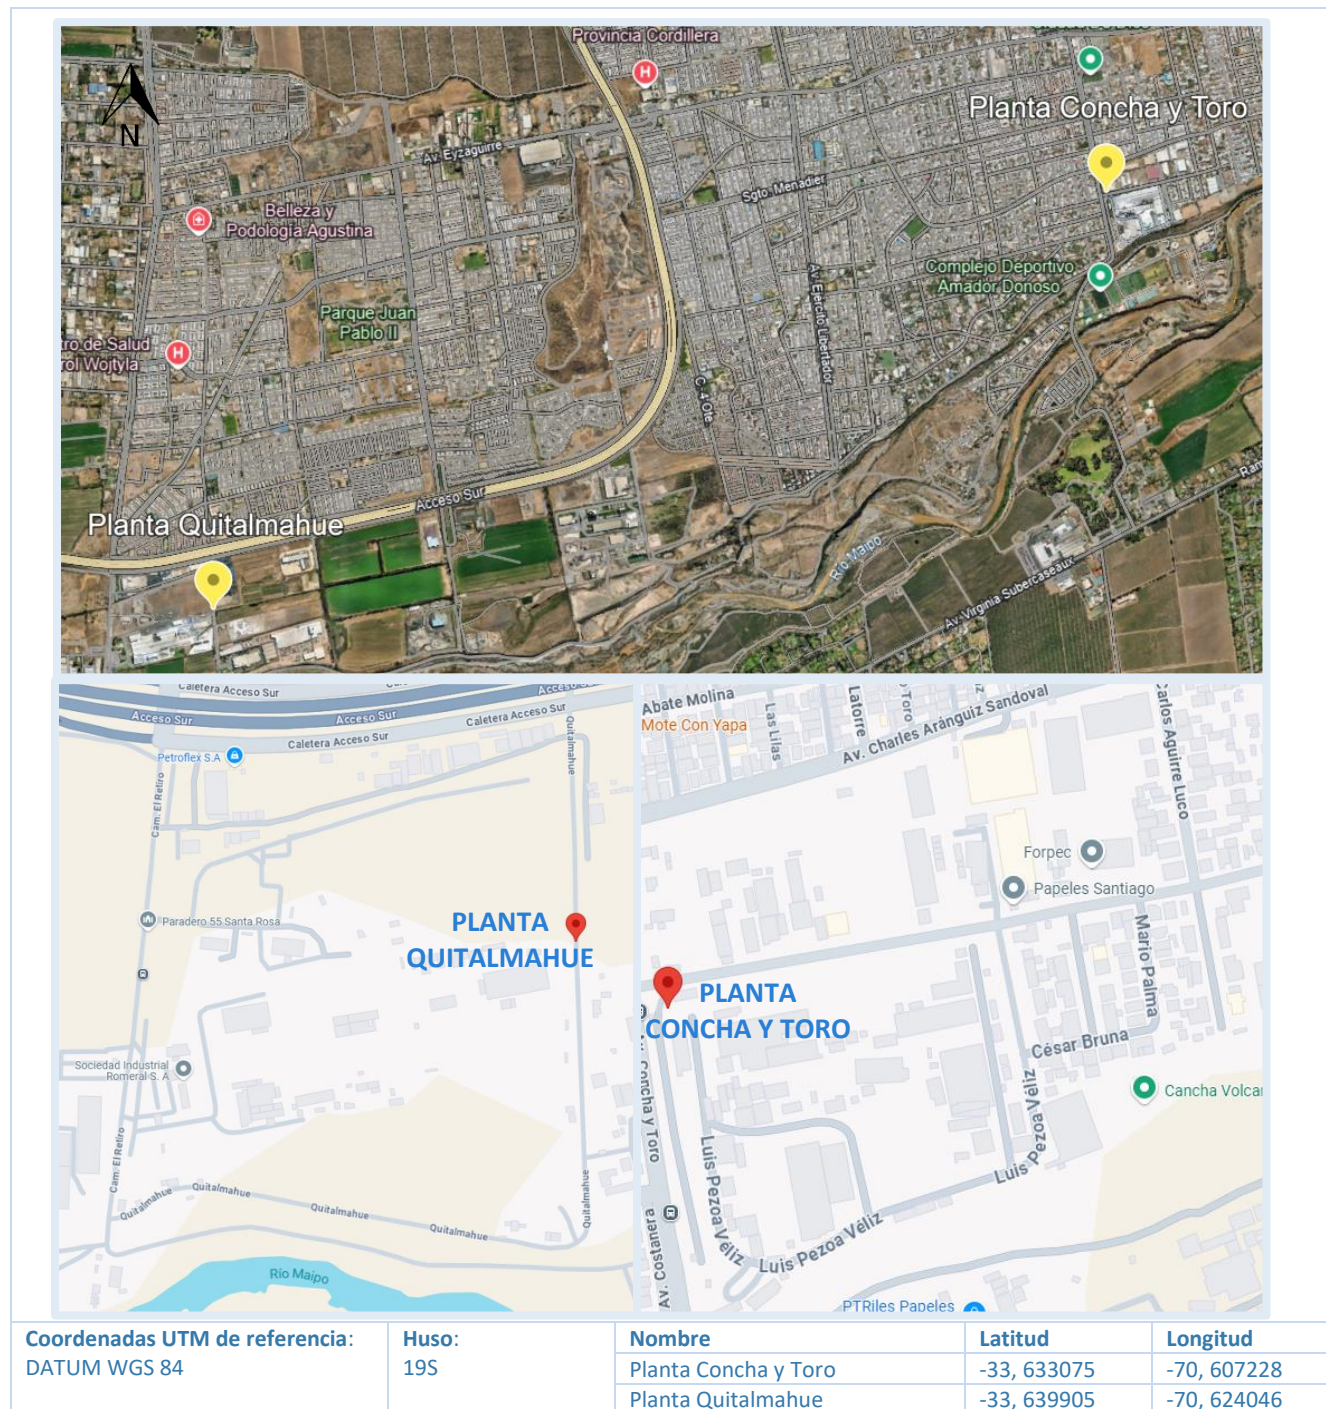 Provincia Cordillera
Planta Concha y Toro
N
Av. Eyzaguirre
Sgto. Menadier
Belleza y
Podología Agustina
Complejo Deportivo
Amador Donoso
Av. Ejército Libertador
Parque Juan
Pablo II
tro de Salud
rol Wojtyla
C. 4 Ote
Acceso Sur
Planta Quitalmahue
Río Maipo
Av. Virginia Subercaseaux
Ram
Caletera Acceso Sur
Acceso Sur
Acceso Sur
Acceso Sur
Caletera Acceso Sur
Caletera Acceso Sur
Petroflex S.A
Quitalmahue
Cam. El Retiro
Paradero 55 Santa Rosa
PLANTA
QUITALMAHUE
Sociedad Industrial
Romeral S. A
Cam. El Retiro
Quitalmahue
Quitalmahue
Quitalmahue
Quitalmahue
Quitalmahue
Río Maipo
Abate Molina
Mote Con Yapa
Las Lilas
Latorre
Toro
Av. Charles Aránguiz Sandoval
Carlos Aguirre Luco
Forpec
Papeles Santiago
Mario Palma
PLANTA
CONCHA Y TORO
Concha y Toro
César Bruna
Cancha Volcan
Luis Pezoa Véliz
Luis Pezoa Véliz
Luis Pezoa Véliz
Av. Costanera
PTRiles Papeles
Coordenadas UTM de referencia: Huso: Nombre Latitud Longitud
DATUM WGS 84 19S Planta Concha y Toro -33, 633075 -70, 607228
Planta Quitalmahue -33, 639905 -70, 624046